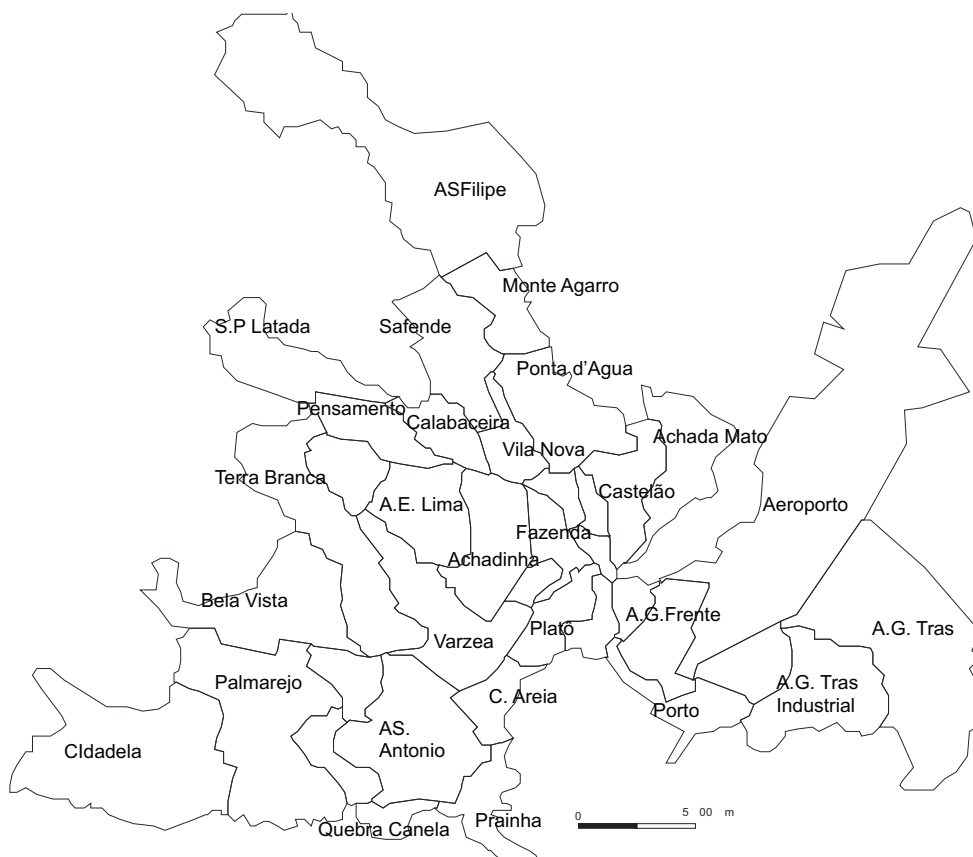 ASFilipe
Monte Agarro
S.P Latada
Safende
Ponta d'Agua
Pensamento
Calabaceira
Vila Nova
Achada Mato
Terra Branca
A.E. Lima
Castelão
Aeroporto
Fazenda
Achadinha
Bela Vista
A.G.Frente
Platô
Varzea
A.G. Tras
Palmarejo
C. Areia
Porto
A.G. Tras
Industrial
CIdadela
AS.
Antonio
Quebra Canela
Prainha
0 5 00 m